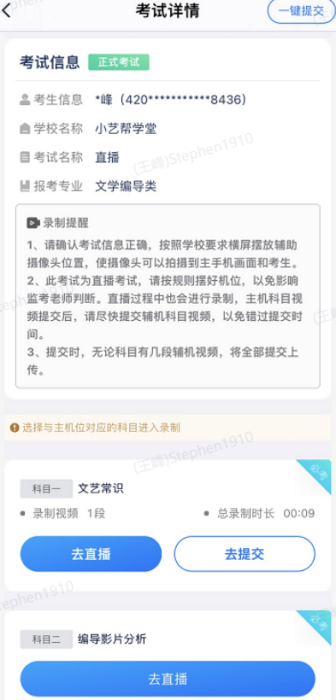 考试详情
一键提交
考试信息 正式考试
考生信息 *峰（420***********8436）
学校名称 小艺帮学堂
考试名称 直播
报考专业 文学编导类
录制提醒
1、请确认考试信息正确，按照学校要求横屏摆放辅助
摄像头位置，使摄像头可以拍摄到主手机画面和考生。
2、此考试为直播考试，请按规则摆好机位，以免影响
监考老师判断。直播过程中也会进行录制，主机科目视
频提交后，请尽快提交辅机科目视频，以免错过提交时
间。
3、提交时，无论科目有几段辅机视频，将全部提交上
传。
选择与主机位对应的科目进入录制
必考
科目一 文艺常识
录制视频 1段 总录制时长 00:09
去直播 去提交
必考
科目二 编导影片分析
去直播
(王峰)Stephen1910
(王峰)Stephen1910